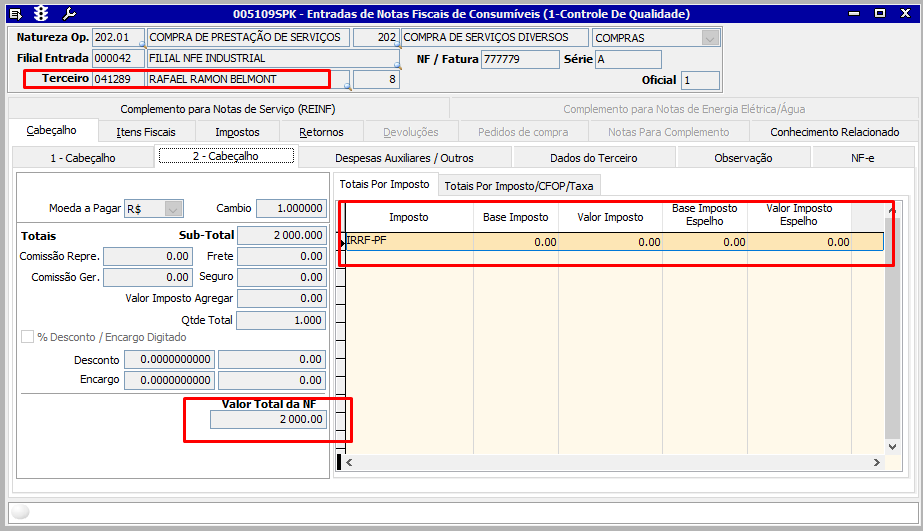 005109SPK - Entradas de Notas Fiscais de Consumíveis (1-Controle De Qualidade)
Natureza Op. 202.01 COMPRA DE PRESTAÇÃO DE SERVIÇOS 202 COMPRA DE SERVIÇOS DIVERSOS COMPRAS
Filial Entrada 000042 FILIAL NFE INDUSTRIAL NF / Fatura 777779 Série A
Terceiro 041289 RAFAEL RAMON BELMONT 8 Oficial 1
Complemento para Notas de Serviço (REINF) Complemento para Notas de Energia Elétrica/Água
Cabeçalho Itens Fiscais Impostos Retornos Devoluções Pedidos de compra Notas Para Complemento Conhecimento Relacionado
1 - Cabeçalho 2 - Cabeçalho Despesas Auxiliares / Outros Dados do Terceiro Observação NF-e
Moeda a Pagar R$ Cambio 1.000000
Totais Sub-Total 2 000.000
Comissão Repre. 0.00 Frete 0.00
Comissão Ger. 0.00 Seguro 0.00
Valor Imposto Agregar 0.00
Qtde Total 1.000
% Desconto / Encargo Digitado
Desconto 0.0000000000 0.00
Encargo 0.0000000000 0.00
Valor Total da NF
2 000.00
Totais Por Imposto Totais Por Imposto/CFOP/Taxa
Imposto Base Imposto Valor Imposto Base Imposto Espelho Valor Imposto Espelho
IRRF-PF 0.00 0.00 0.00 0.00